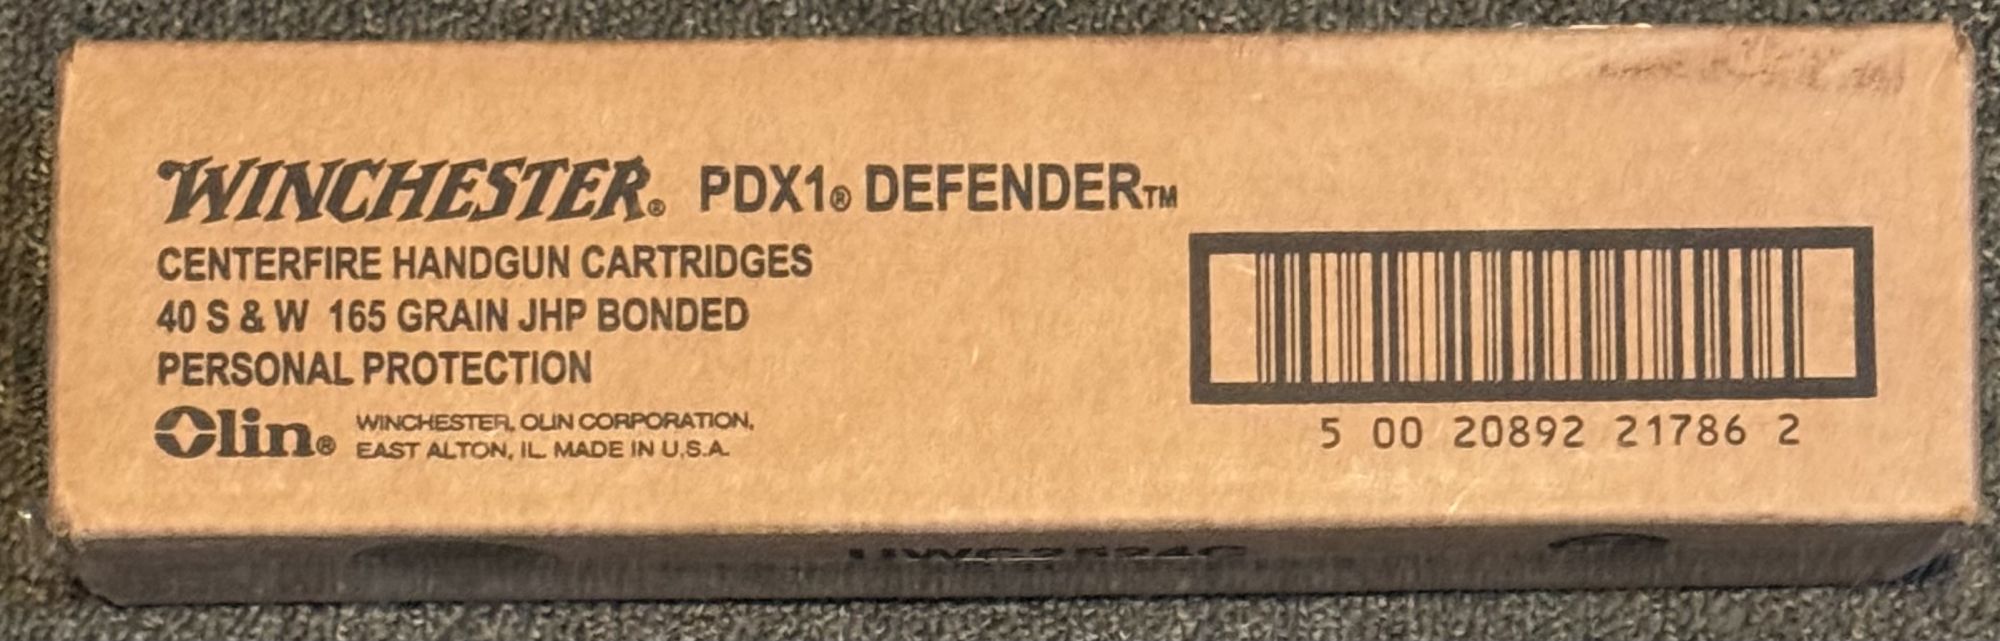 WINCHESTER® PDX1® DEFENDER™
CENTERFIRE HANDGUN CARTRIDGES
40 S & W 165 GRAIN JHP BONDED
PERSONAL PROTECTION
Olin® WINCHESTER, OLIN CORPORATION,
EAST ALTON, IL MADE IN U.S.A.
5 00 20892 21786 2